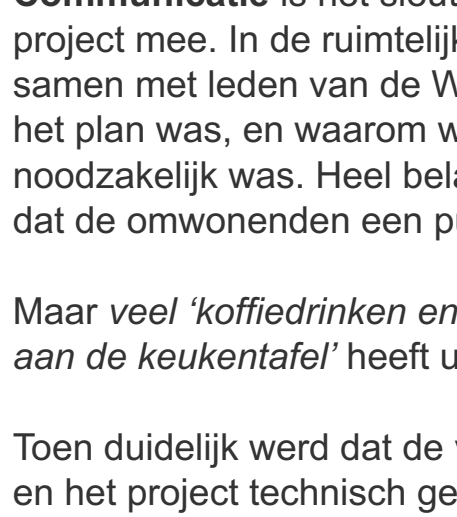 Communicatie is het sleut
project mee. In de ruimtelijk
samen met leden van de W
het plan was, en waarom w
noodzakelijk was. Heel bela
dat de omwonenden een pu
Maar veel ‘koffiedrinken en
aan de keukentafel’ heeft u
Toen duidelijk werd dat de v
en het project technisch ge